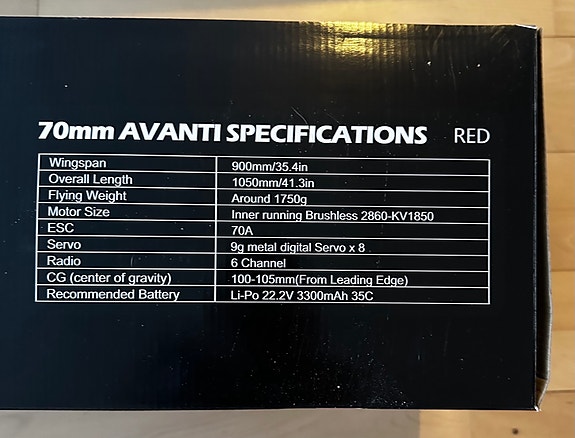 70mm AVANTI SPECIFICATIONS RED
Wingspan 900mm/35.4in
Overall Length 1050mm/41.3in
Flying Weight Around 1750g
Motor Size Inner running Brushless 2860-KV1850
ESC 70A
Servo 9g metal digital Servo x 8
Radio 6 Channel
CG (center of gravity) 100-105mm(From Leading Edge)
Recommended Battery Li-Po 22.2V 3300mAh 35C